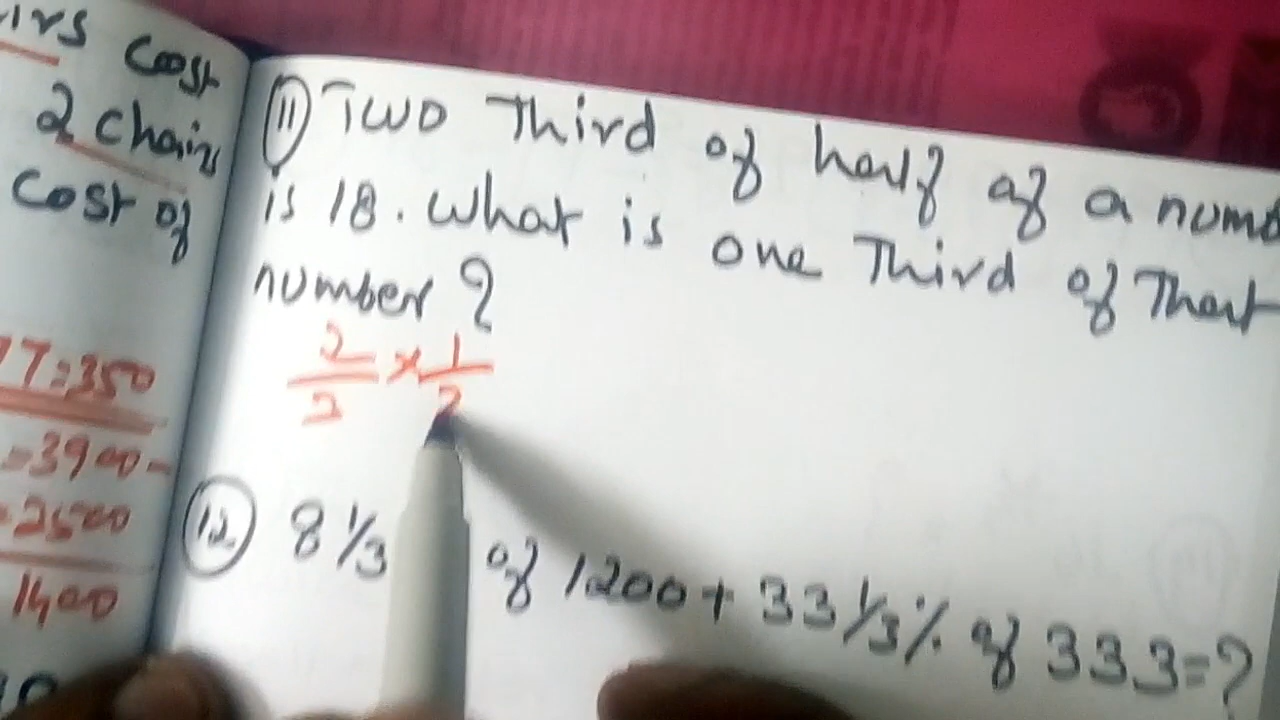 irs Cost
2 chairs
Cost of
77=350
=3900-
2500
1400
(11) Two Third of half of a numb
is 18. What is one Third of That
number ?
2/3 × 1/2
(12) 8 1/3 of 1200 + 33 1/3 % of 333 = ?